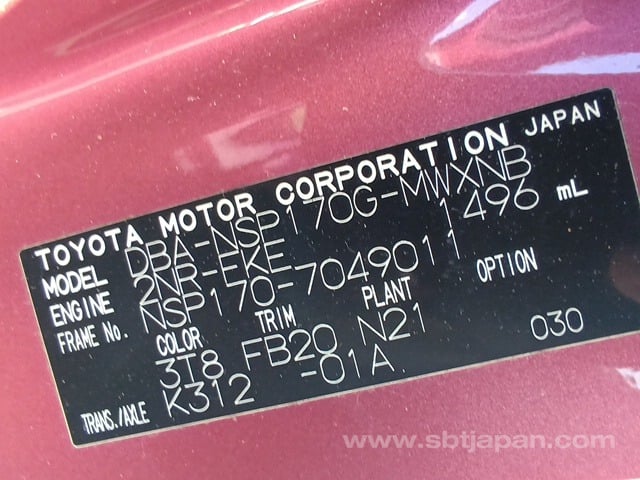 TOYOTA MOTOR CORPORATION JAPAN
MODEL DBA-NSP170G-MWXNB
ENGINE 2NR-FKE 1496 mL
FRAME No. NSP170-7049011
COLOR TRIM PLANT OPTION
3T8 FB20 N21 030
TRANS./AXLE K312 -01A
www.sbtjapan.com